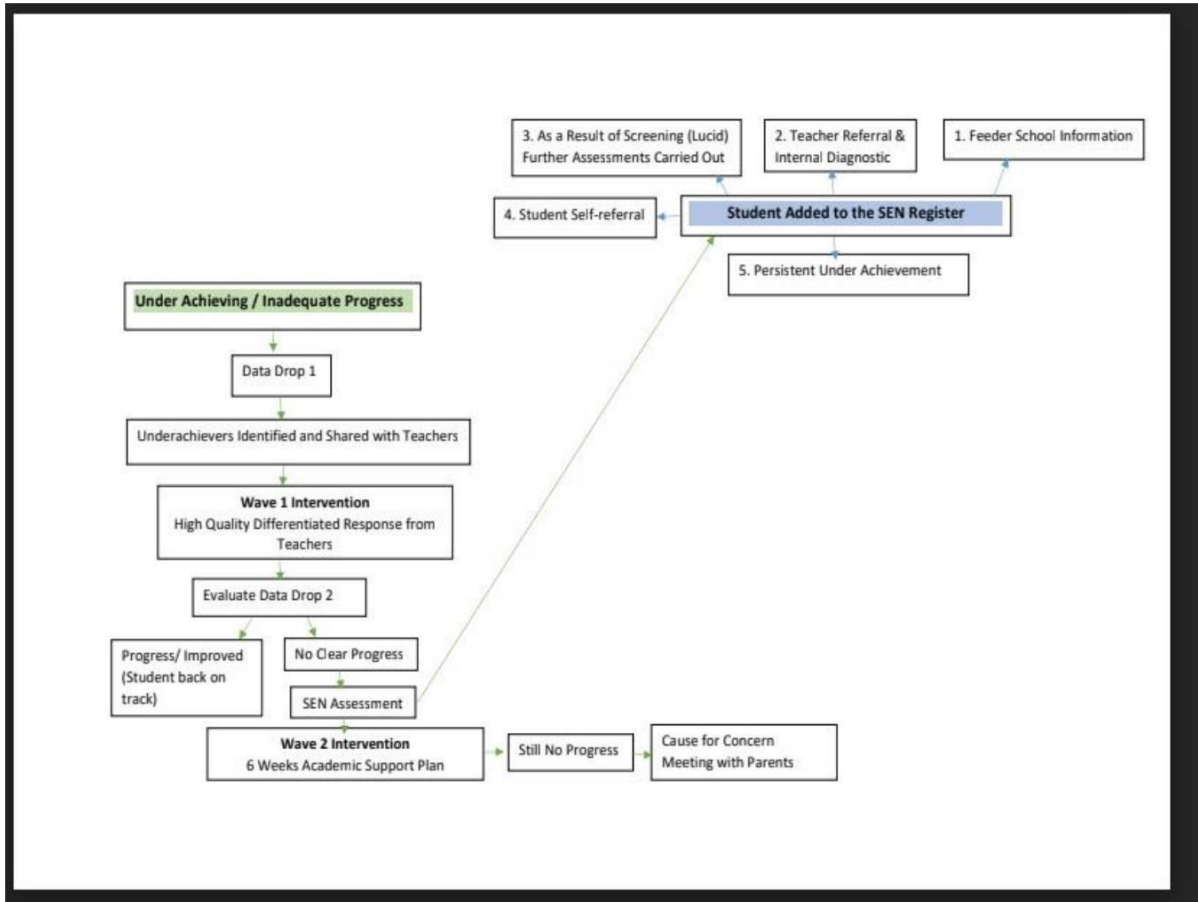 3. As a Result of Screening (Lucid)
Further Assessments Carried Out
2. Teacher Referral &
Internal Diagnostic
1. Feeder School Information
4. Student Self-referral
Student Added to the SEN Register
5. Persistent Under Achievement
Under Achieving / Inadequate Progress
Data Drop 1
Underachievers Identified and Shared with Teachers
Wave 1 Intervention
High Quality Differentiated Response from
Teachers
Evaluate Data Drop 2
Progress/ Improved
(Student back on
track)
No Clear Progress
SEN Assessment
Wave 2 Intervention
6 Weeks Academic Support Plan
Still No Progress
Cause for Concern
Meeting with Parents